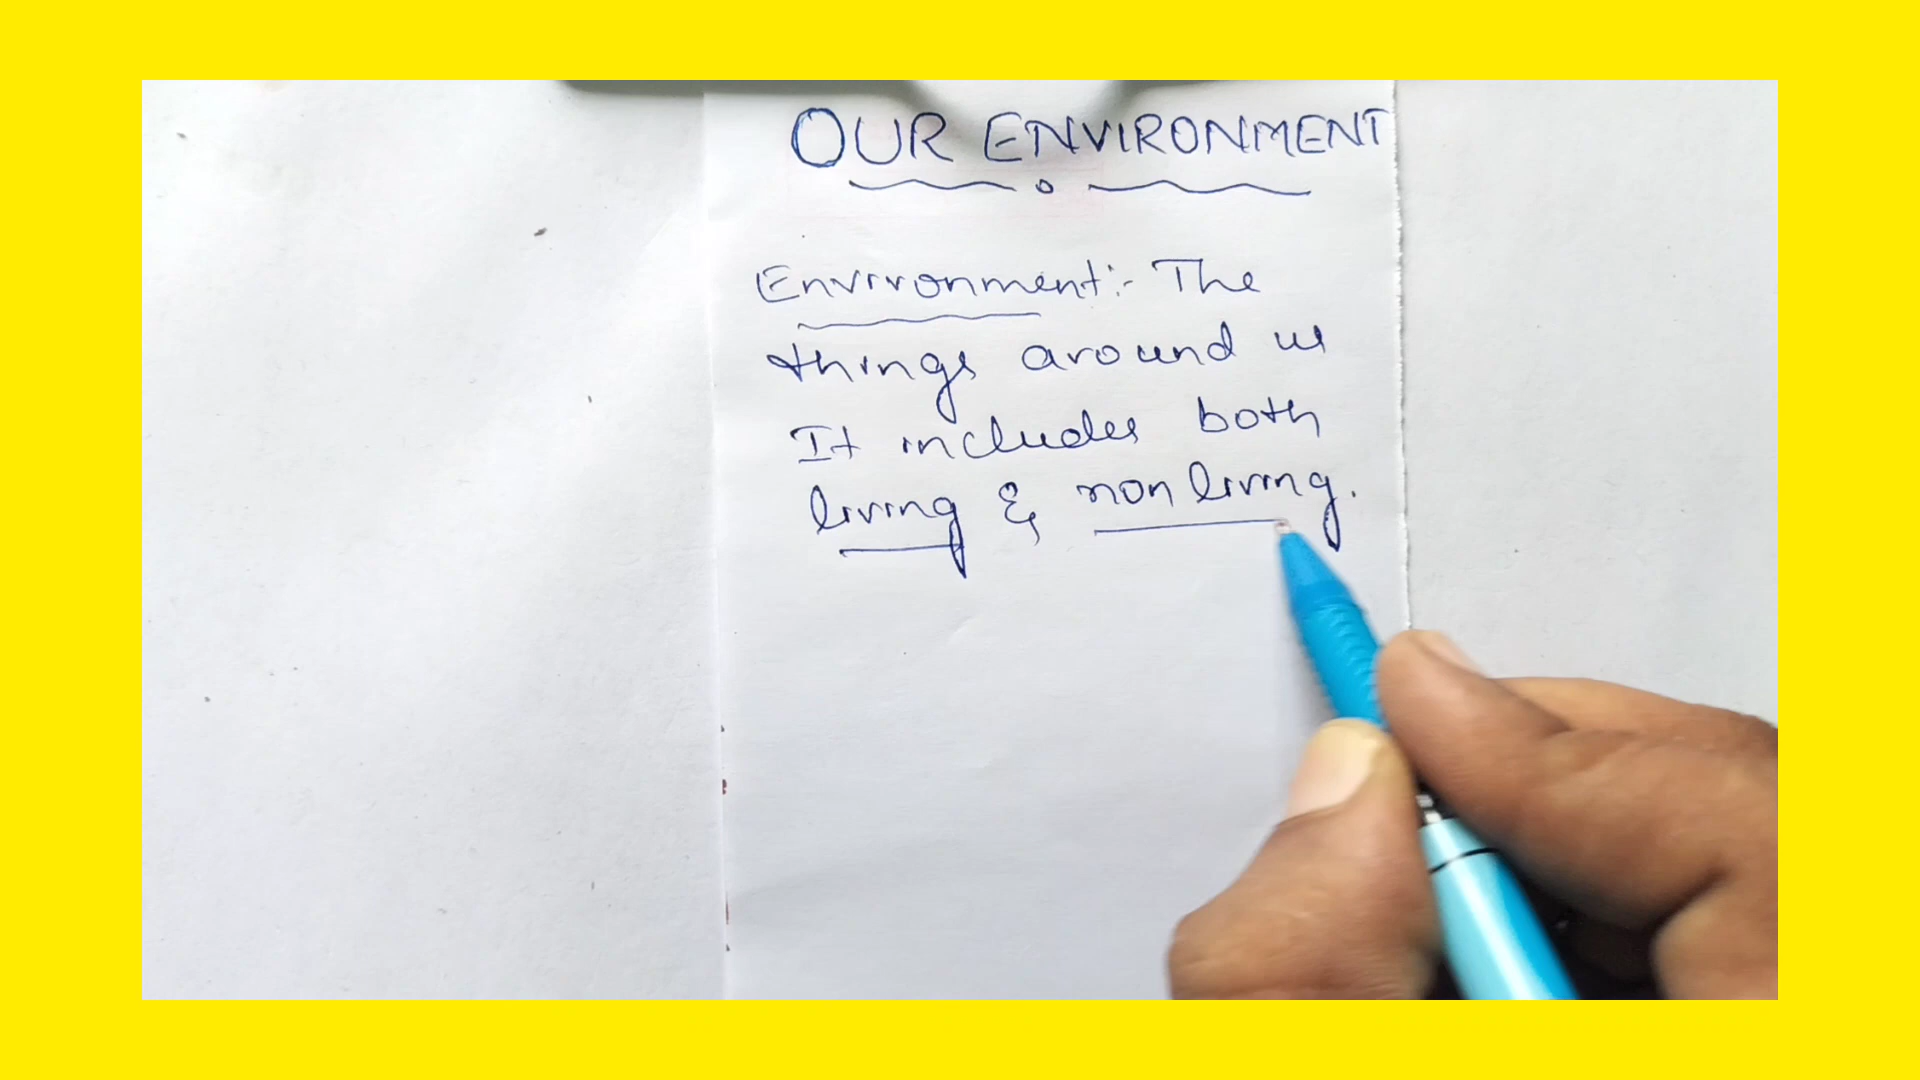 OUR ENVIRONMENT
Environment:- The
things around us
It includes both
living & non living.